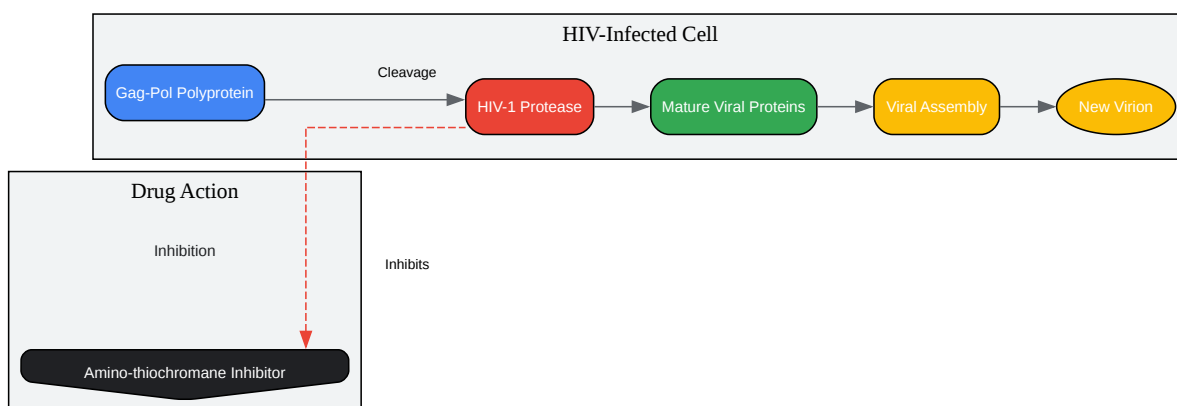 HIV-Infected Cell
Cleavage
Gag-Pol Polyprotein
HIV-1 Protease
Mature Viral Proteins
Viral Assembly
New Virion
Drug Action
Inhibition
Inhibits
Amino-thiochromane Inhibitor